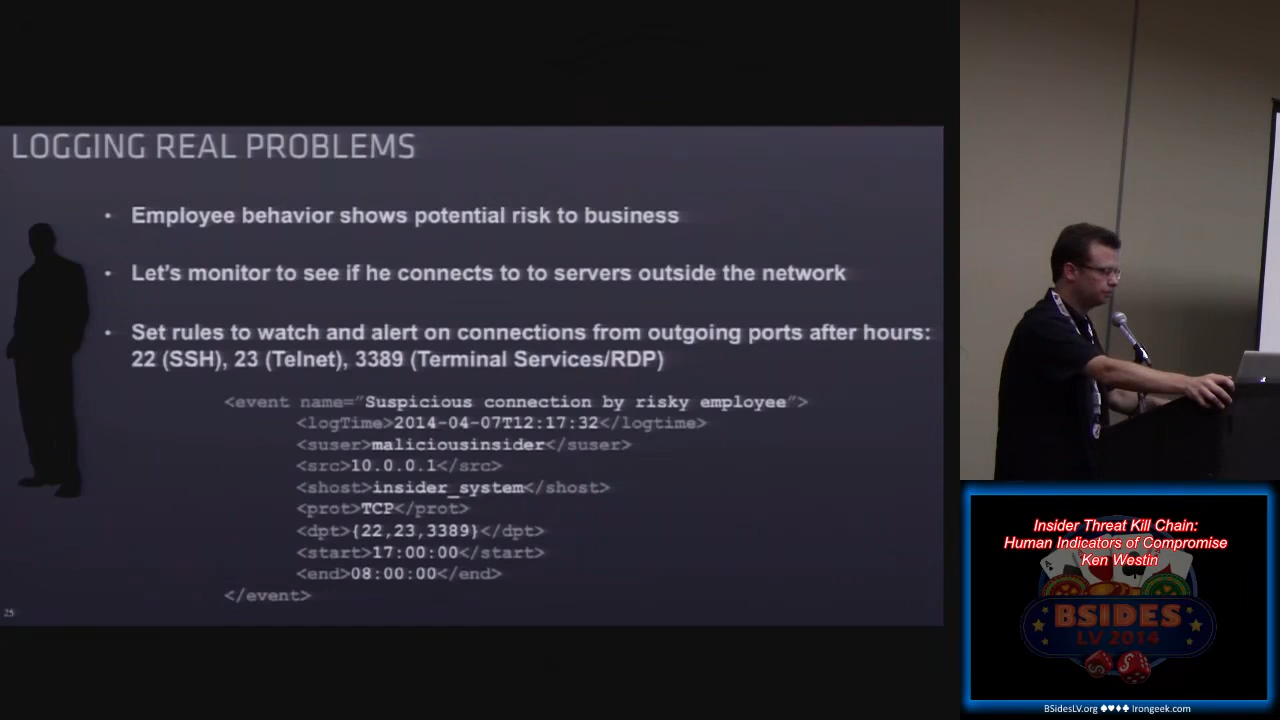 LOGGING REAL PROBLEMS
• Employee behavior shows potential risk to business
• Let's monitor to see if he connects to to servers outside the network
• Set rules to watch and alert on connections from outgoing ports after hours:
22 (SSH), 23 (Telnet), 3389 (Terminal Services/RDP)
<event name="Suspicious connection by risky employee">
<logTime>2014-04-07T12:17:32</logtime>
<suser>maliciousinsider</suser>
<src>10.0.0.1</src>
<shost>insider_system</shost>
<prot>TCP</prot>
<dpt>{22,23,3389}</dpt>
<start>17:00:00</start>
<end>08:00:00</end>
</event>
25
Insider Threat Kill Chain:
Human Indicators of Compromise
Ken Westin
BSIDES
LV 2014
BSidesLV.org ♠♥♦♣ Irongeek.com